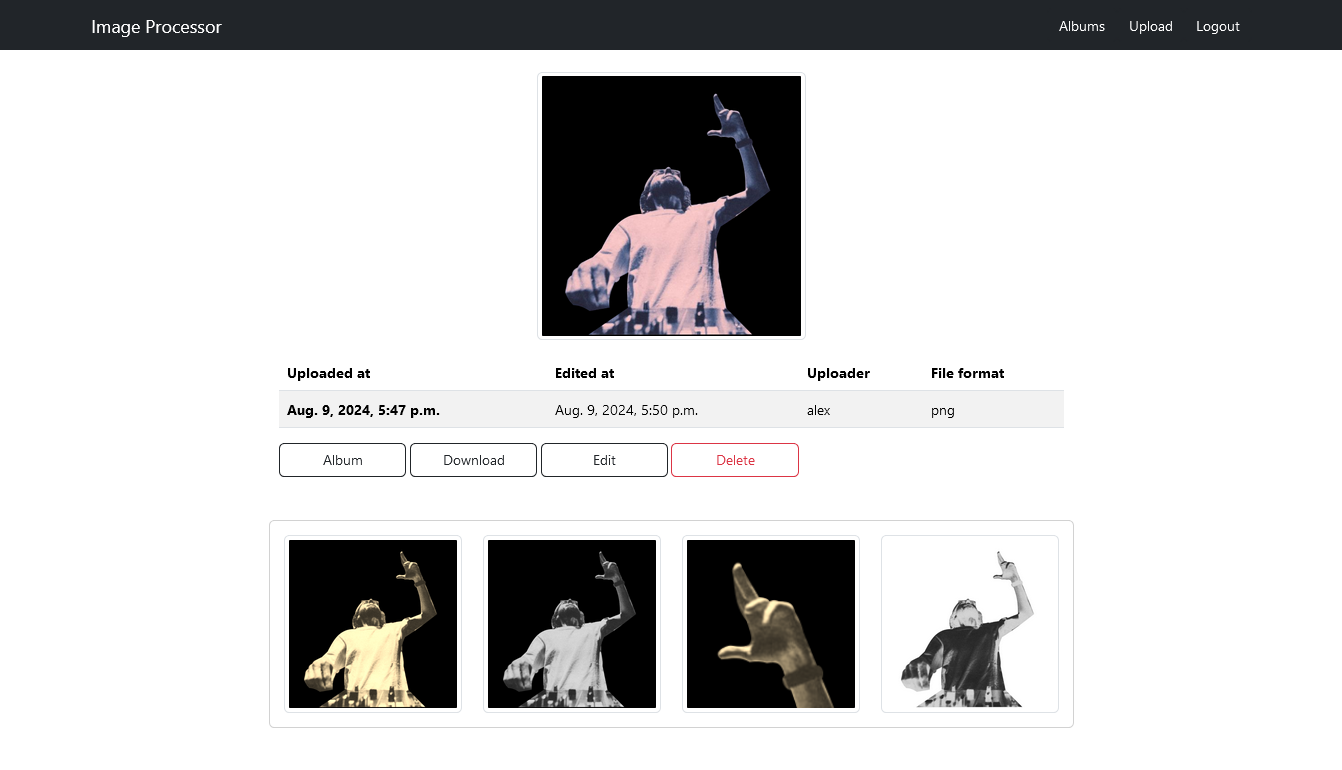 Image Processor Albums Upload Logout
Uploaded at Edited at Uploader File format
Aug. 9, 2024, 5:47 p.m. Aug. 9, 2024, 5:50 p.m. alex png
Album Download Edit Delete